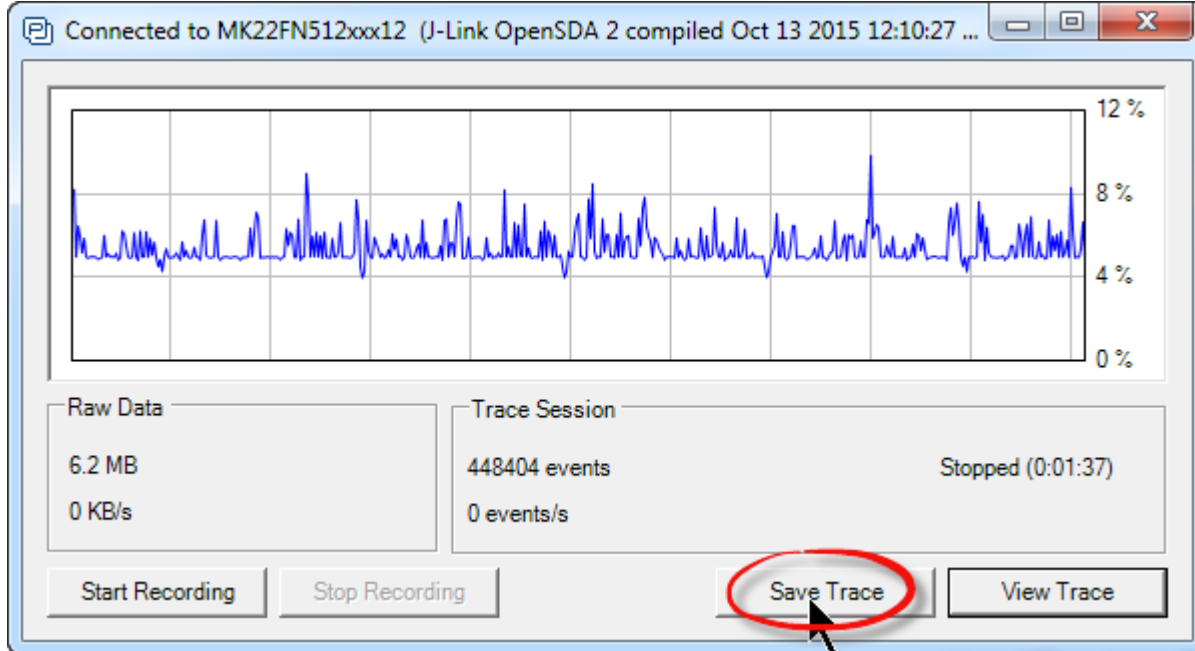 Connected to MK22FN512xxx12 (J-Link OpenSDA 2 compiled Oct 13 2015 12:10:27 ...
12 %
8 %
4 %
0 %
Raw Data
6.2 MB
0 KB/s
Trace Session
448404 events
Stopped (0:01:37)
0 events/s
Start Recording
Stop Recording
Save Trace
View Trace